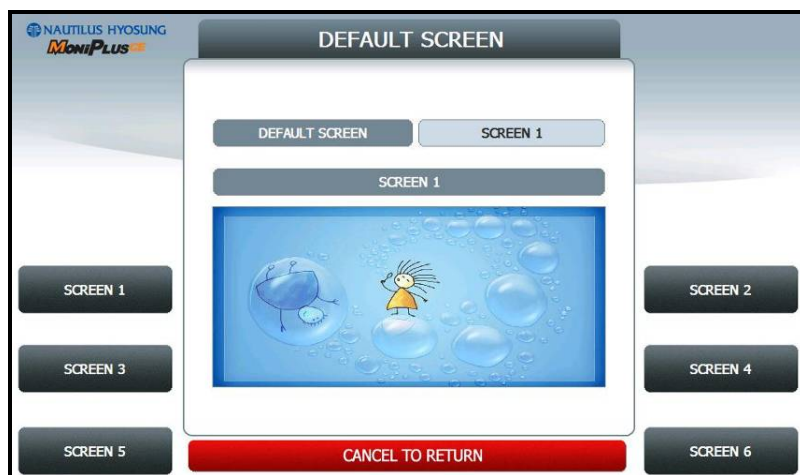 NAUTILUS HYOSUNG
MoniPlusCE
DEFAULT SCREEN
DEFAULT SCREEN
SCREEN 1
SCREEN 1
SCREEN 1
SCREEN 2
SCREEN 3
SCREEN 4
SCREEN 5
CANCEL TO RETURN
SCREEN 6